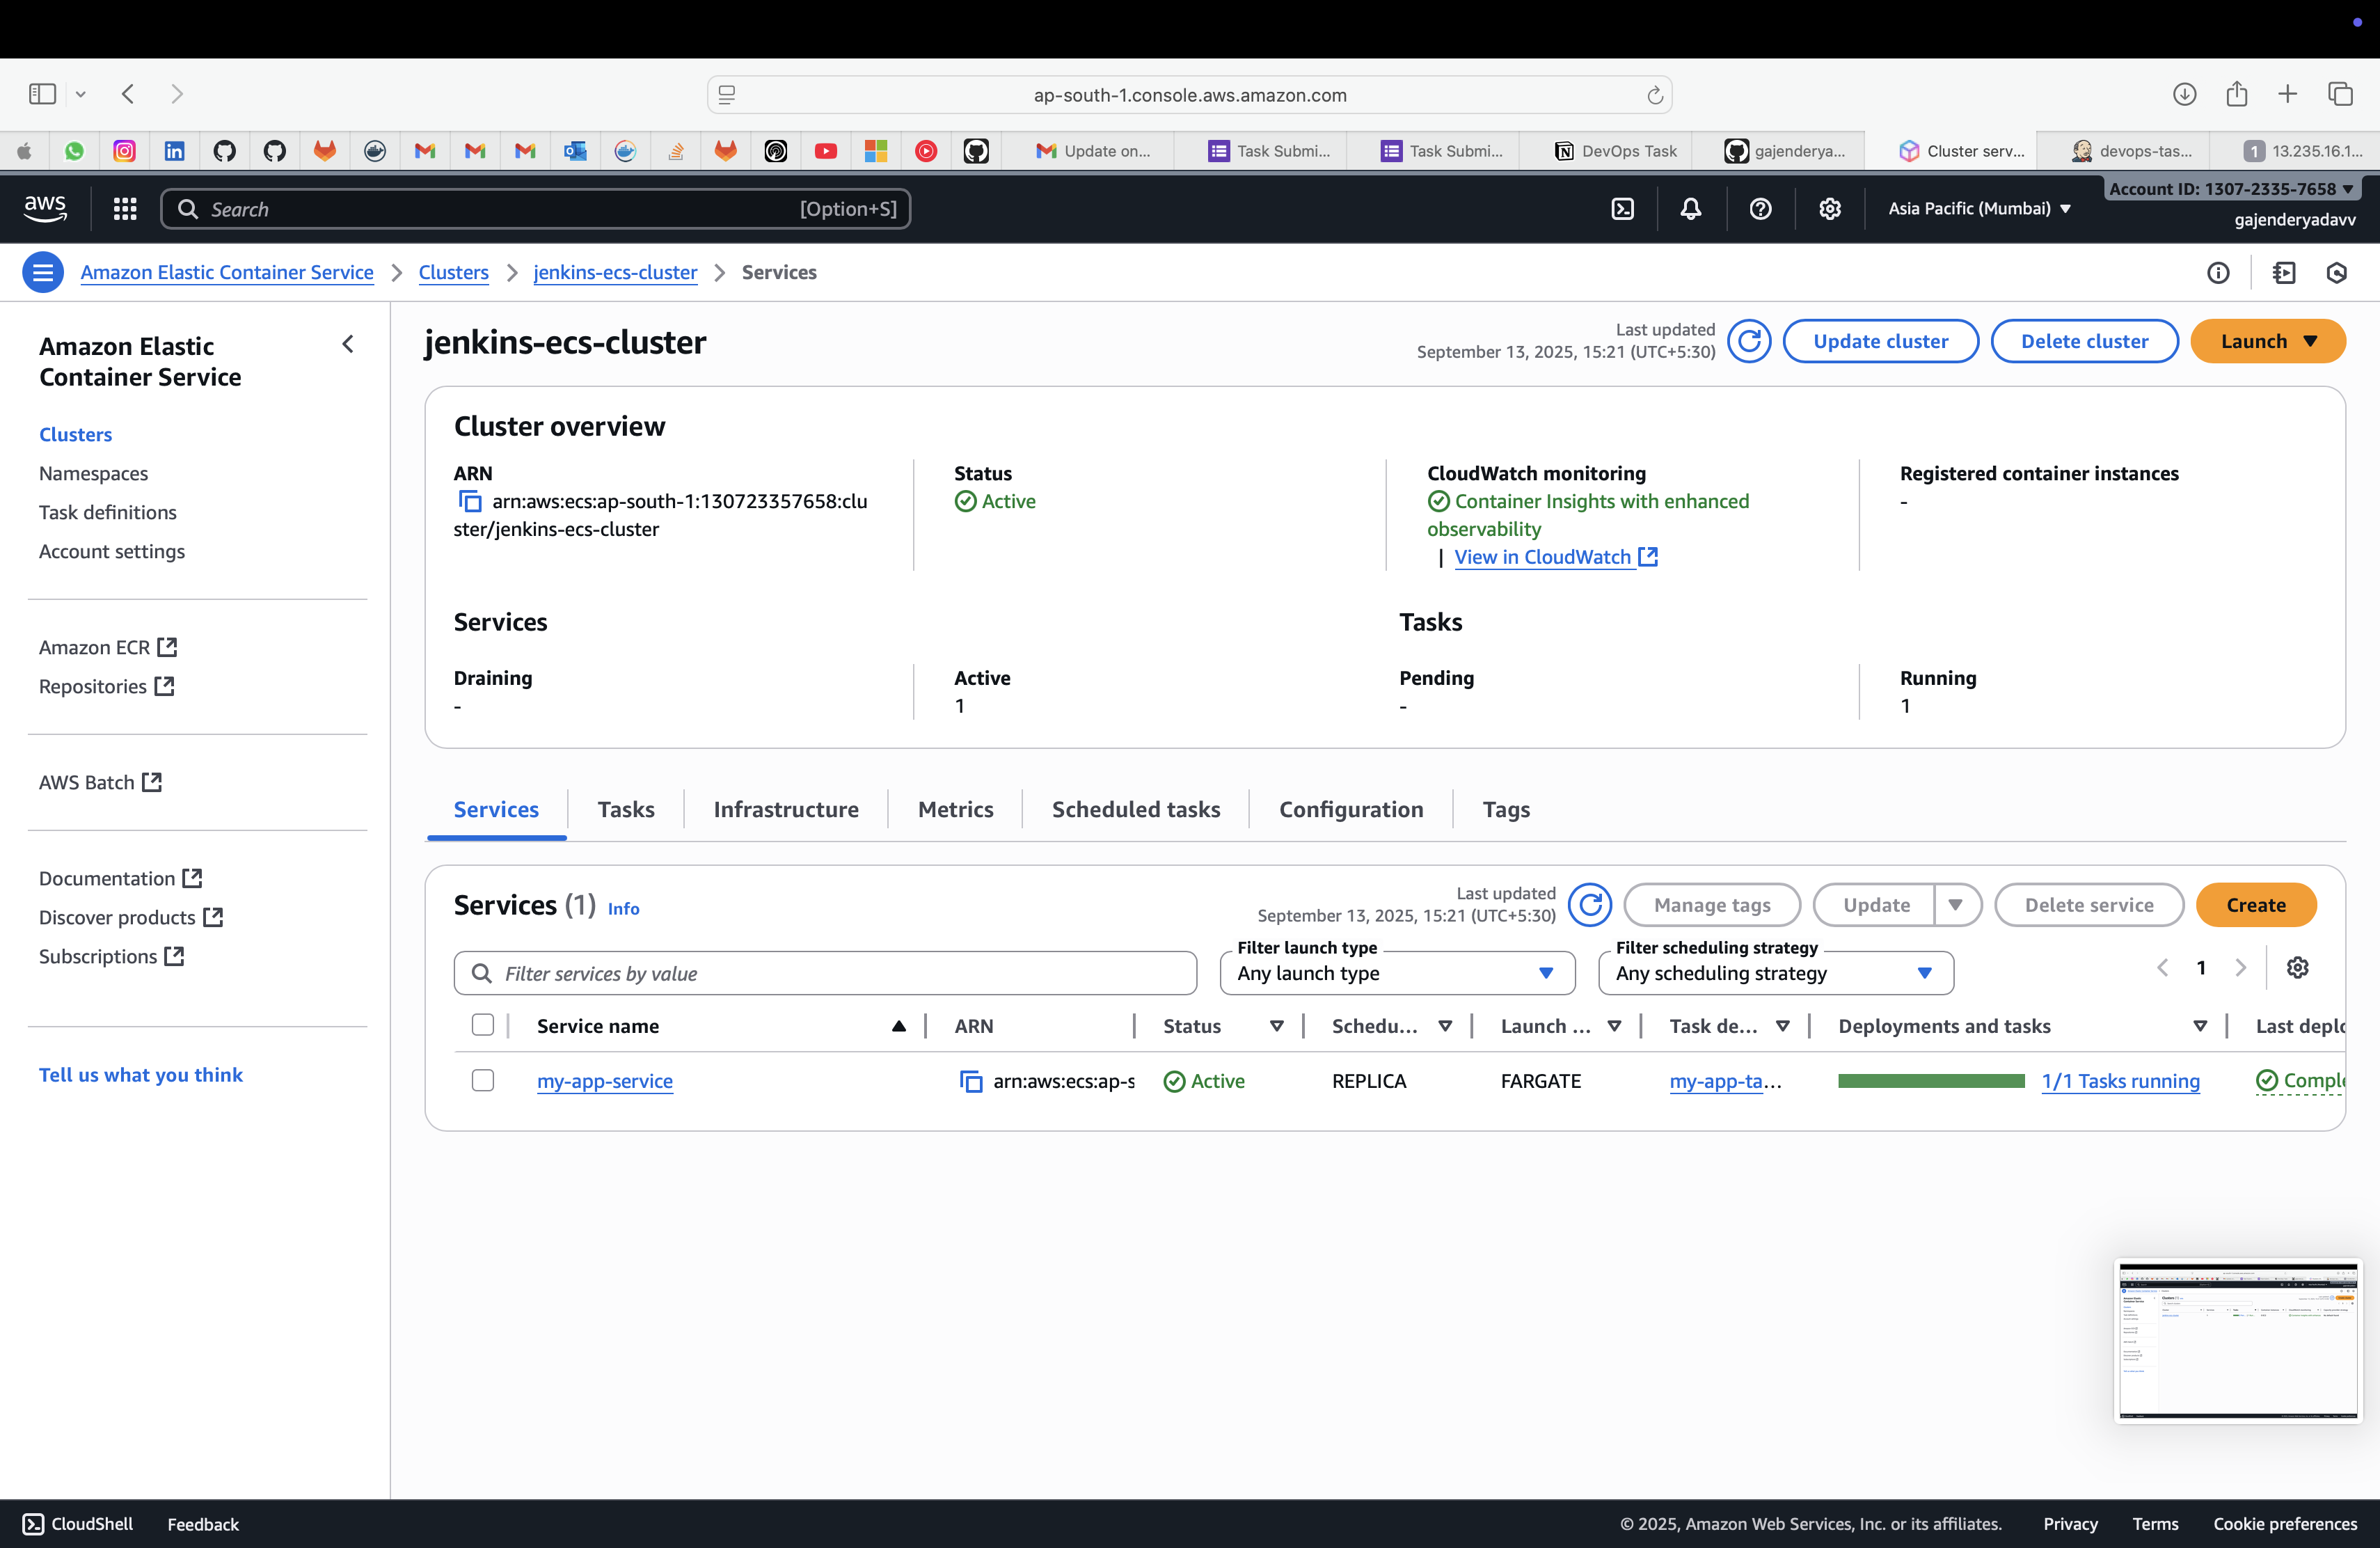 ap-south-1.console.aws.amazon.com
Update on...
Task Submi...
Task Submi...
DevOps Task
gajenderya...
Cluster serv...
devops-tas...
1 13.235.16.1...
aws
Search [Option+S]
Asia Pacific (Mumbai)
Account ID: 1307-2335-7658
gajenderyadavv
Amazon Elastic Container Service
Clusters
jenkins-ecs-cluster
Services
Amazon Elastic
Container Service
Clusters
Namespaces
Task definitions
Account settings
Amazon ECR
Repositories
AWS Batch
Documentation
Discover products
Subscriptions
Tell us what you think
jenkins-ecs-cluster
Last updated
September 13, 2025, 15:21 (UTC+5:30)
Update cluster
Delete cluster
Launch
Cluster overview
ARN
arn:aws:ecs:ap-south-1:130723357658:clu
ster/jenkins-ecs-cluster
Status
Active
CloudWatch monitoring
Container Insights with enhanced
observability
| View in CloudWatch
Registered container instances
-
Services
Tasks
Draining
-
Active
1
Pending
-
Running
1
Services
Tasks
Infrastructure
Metrics
Scheduled tasks
Configuration
Tags
Services (1) Info
Last updated
September 13, 2025, 15:21 (UTC+5:30)
Manage tags
Update
Delete service
Create
Filter services by value
Filter launch type
Any launch type
Filter scheduling strategy
Any scheduling strategy
1
Service name
ARN
Status
Schedu...
Launch ...
Task de...
Deployments and tasks
Last deplo
my-app-service
arn:aws:ecs:ap-s
Active
REPLICA
FARGATE
my-app-ta...
1/1 Tasks running
Comple
CloudShell
Feedback
© 2025, Amazon Web Services, Inc. or its affiliates.
Privacy
Terms
Cookie preferences